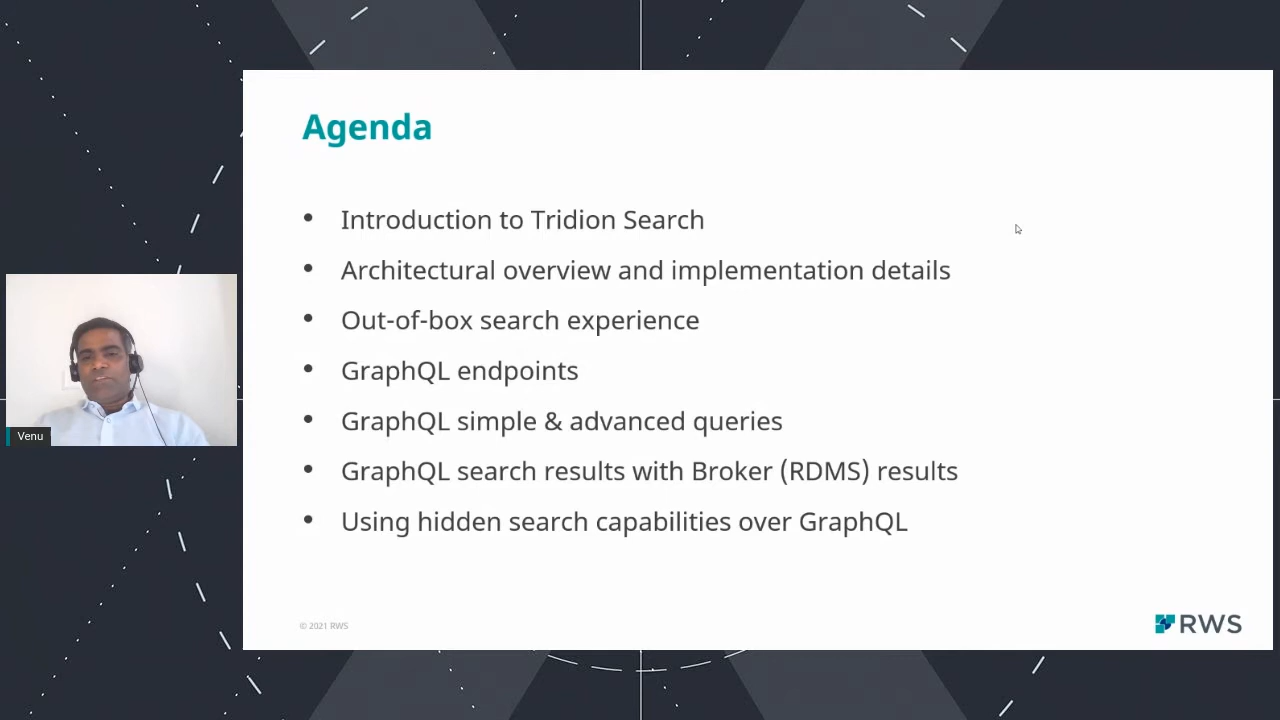 Agenda
• Introduction to Tridion Search
• Architectural overview and implementation details
• Out-of-box search experience
• GraphQL endpoints
• GraphQL simple & advanced queries
• GraphQL search results with Broker (RDMS) results
• Using hidden search capabilities over GraphQL
Venu
© 2021 RWS
RWS